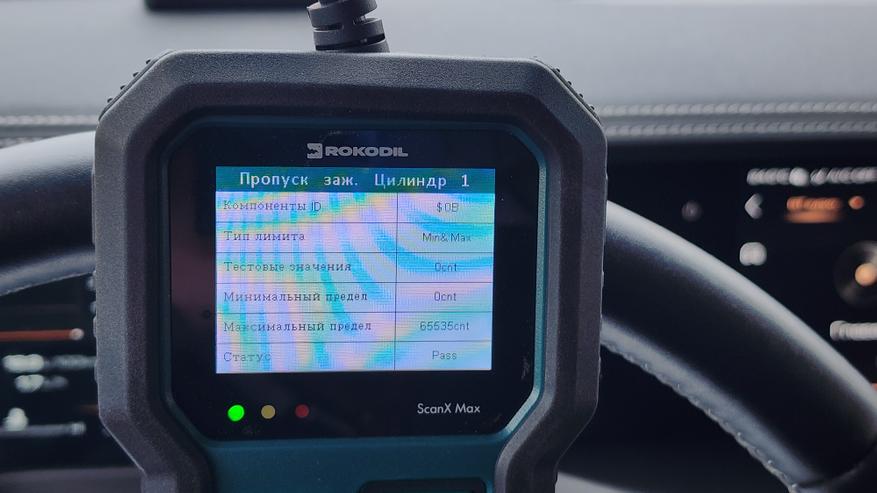 ROKODIL
Пропуск заж. Цилиндр 1
Компоненты ID $0B
Тип лимита Min&Max
Тестовые значения 0cnt
Минимальный предел 0cnt
Максимальный предел 65535cnt
Статус Pass
ScanX Max